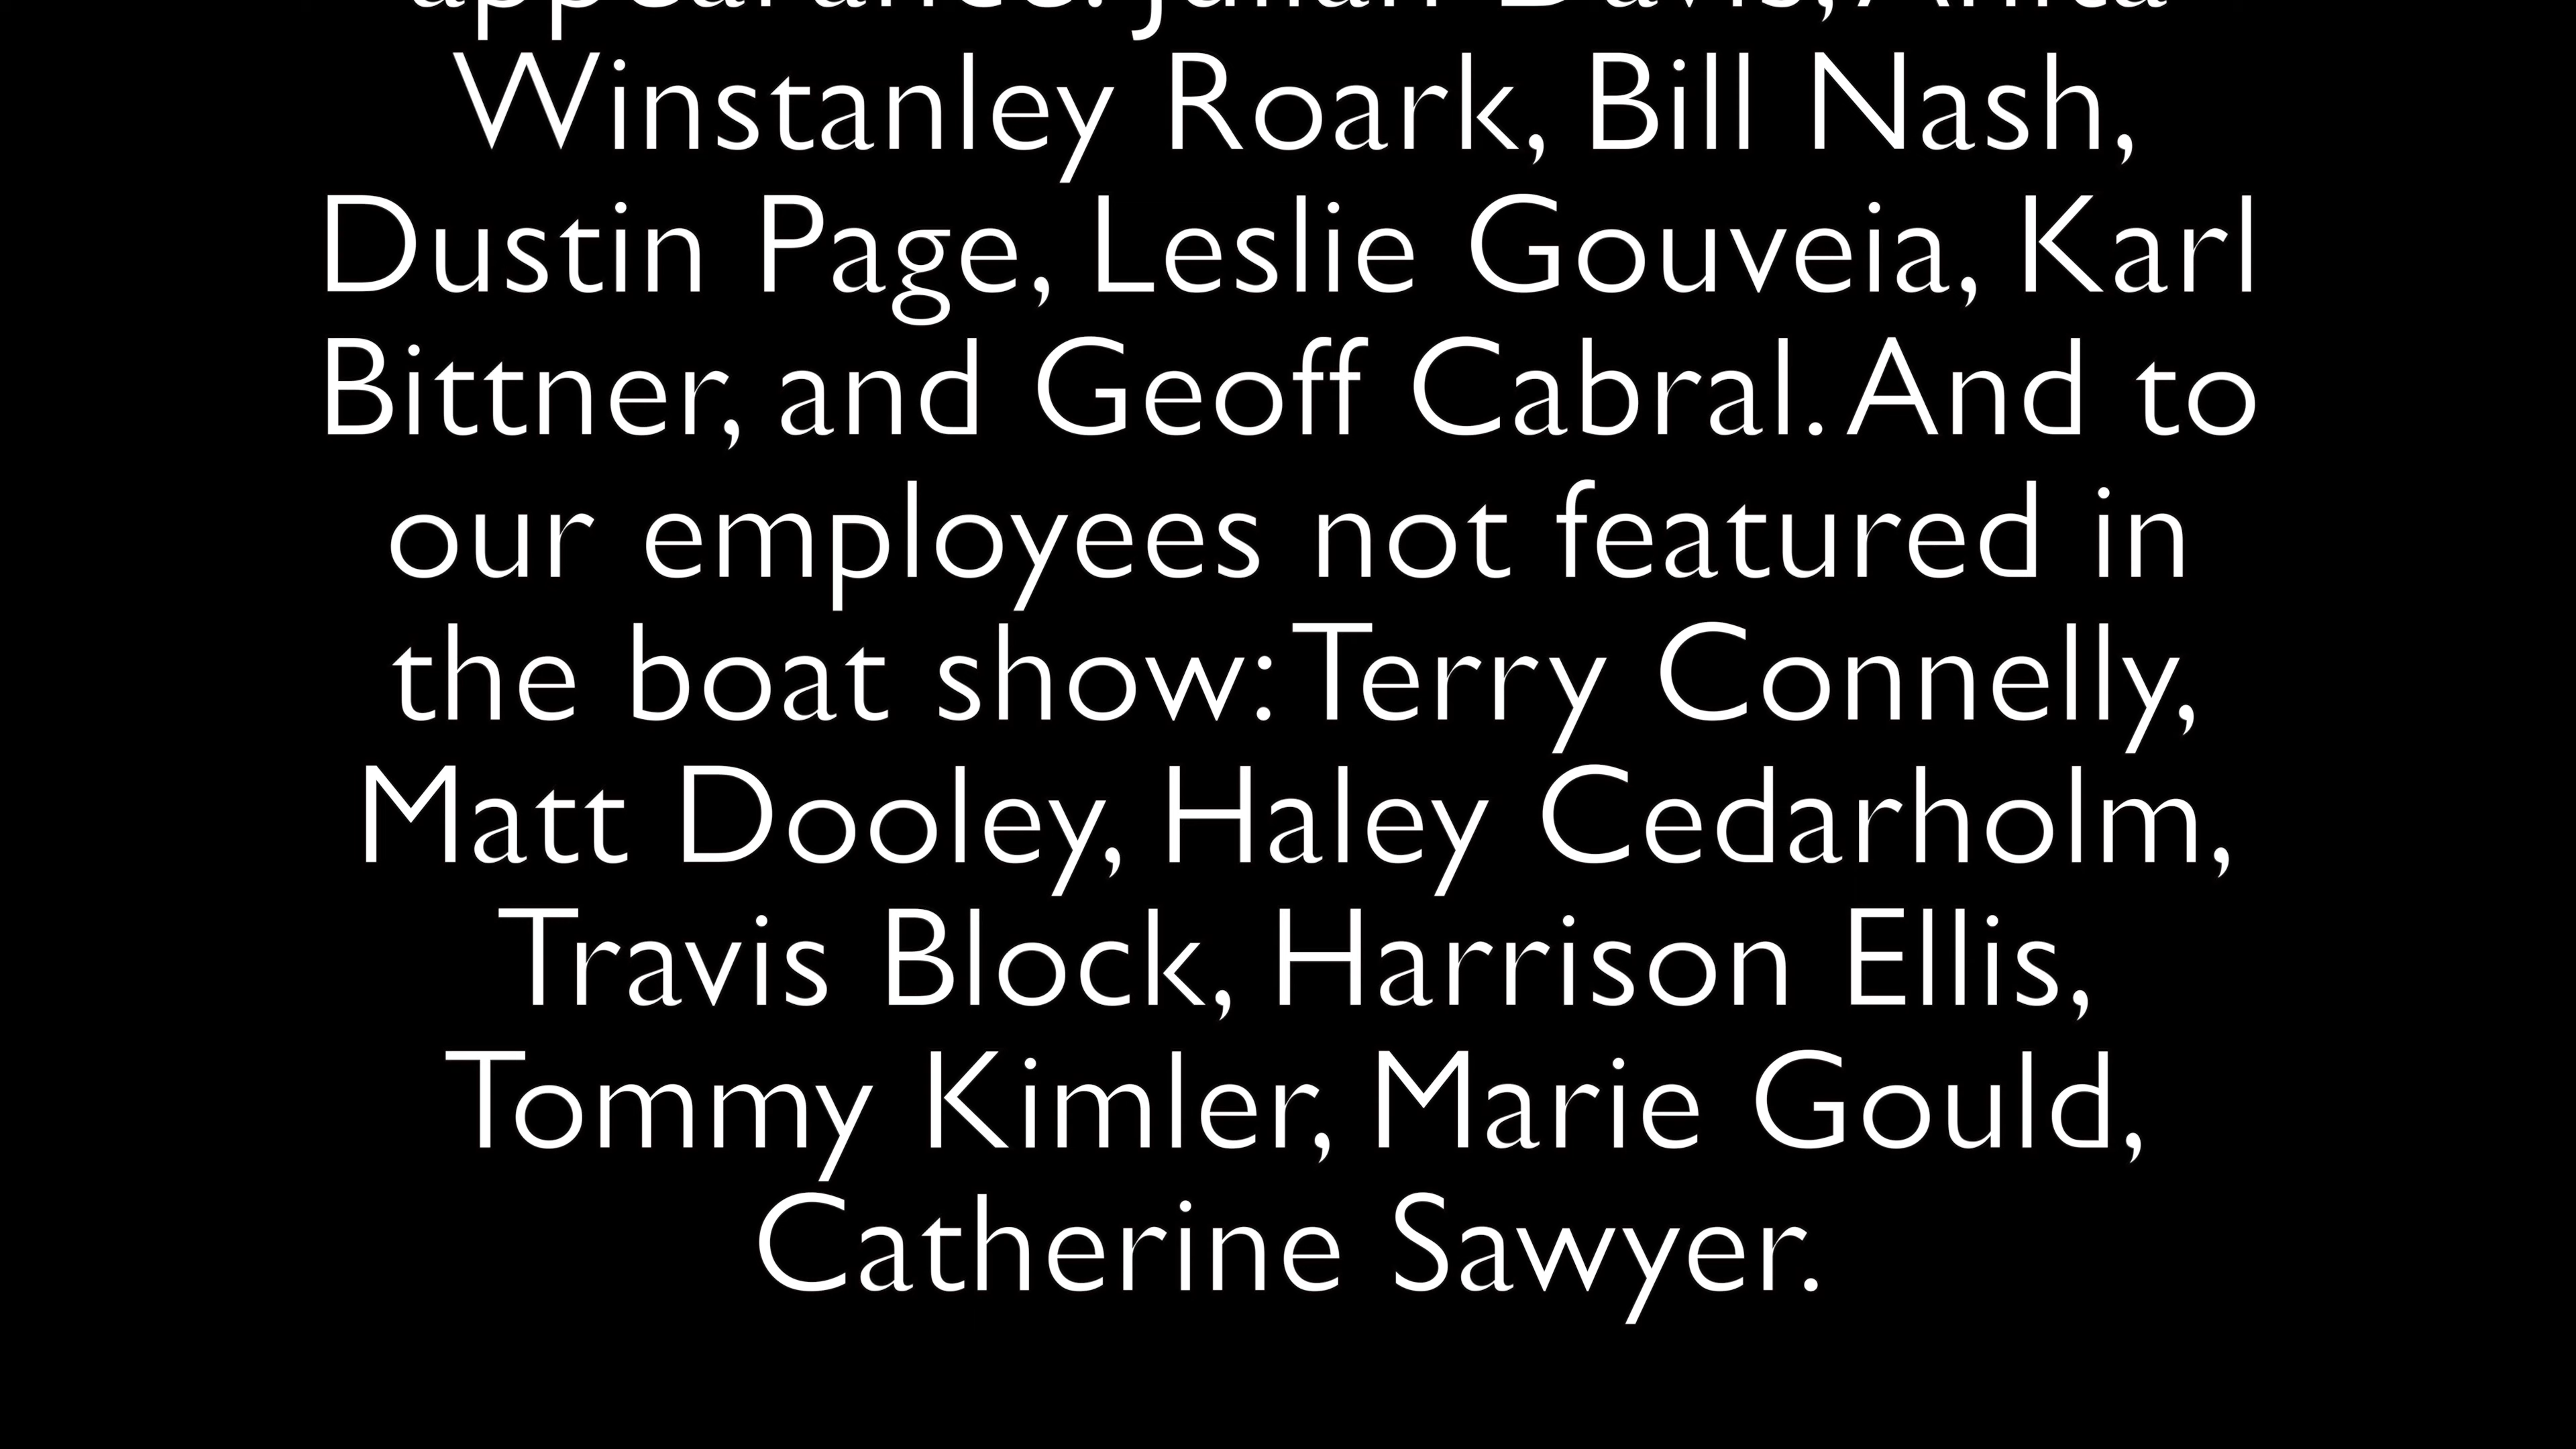 appearance: Julian Davis, Anita
Winstanley Roark, Bill Nash,
Dustin Page, Leslie Gouveia, Karl
Bittner, and Geoff Cabral. And to
our employees not featured in
the boat show: Terry Connelly,
Matt Dooley, Haley Cedarholm,
Travis Block, Harrison Ellis,
Tommy Kimler, Marie Gould,
Catherine Sawyer.